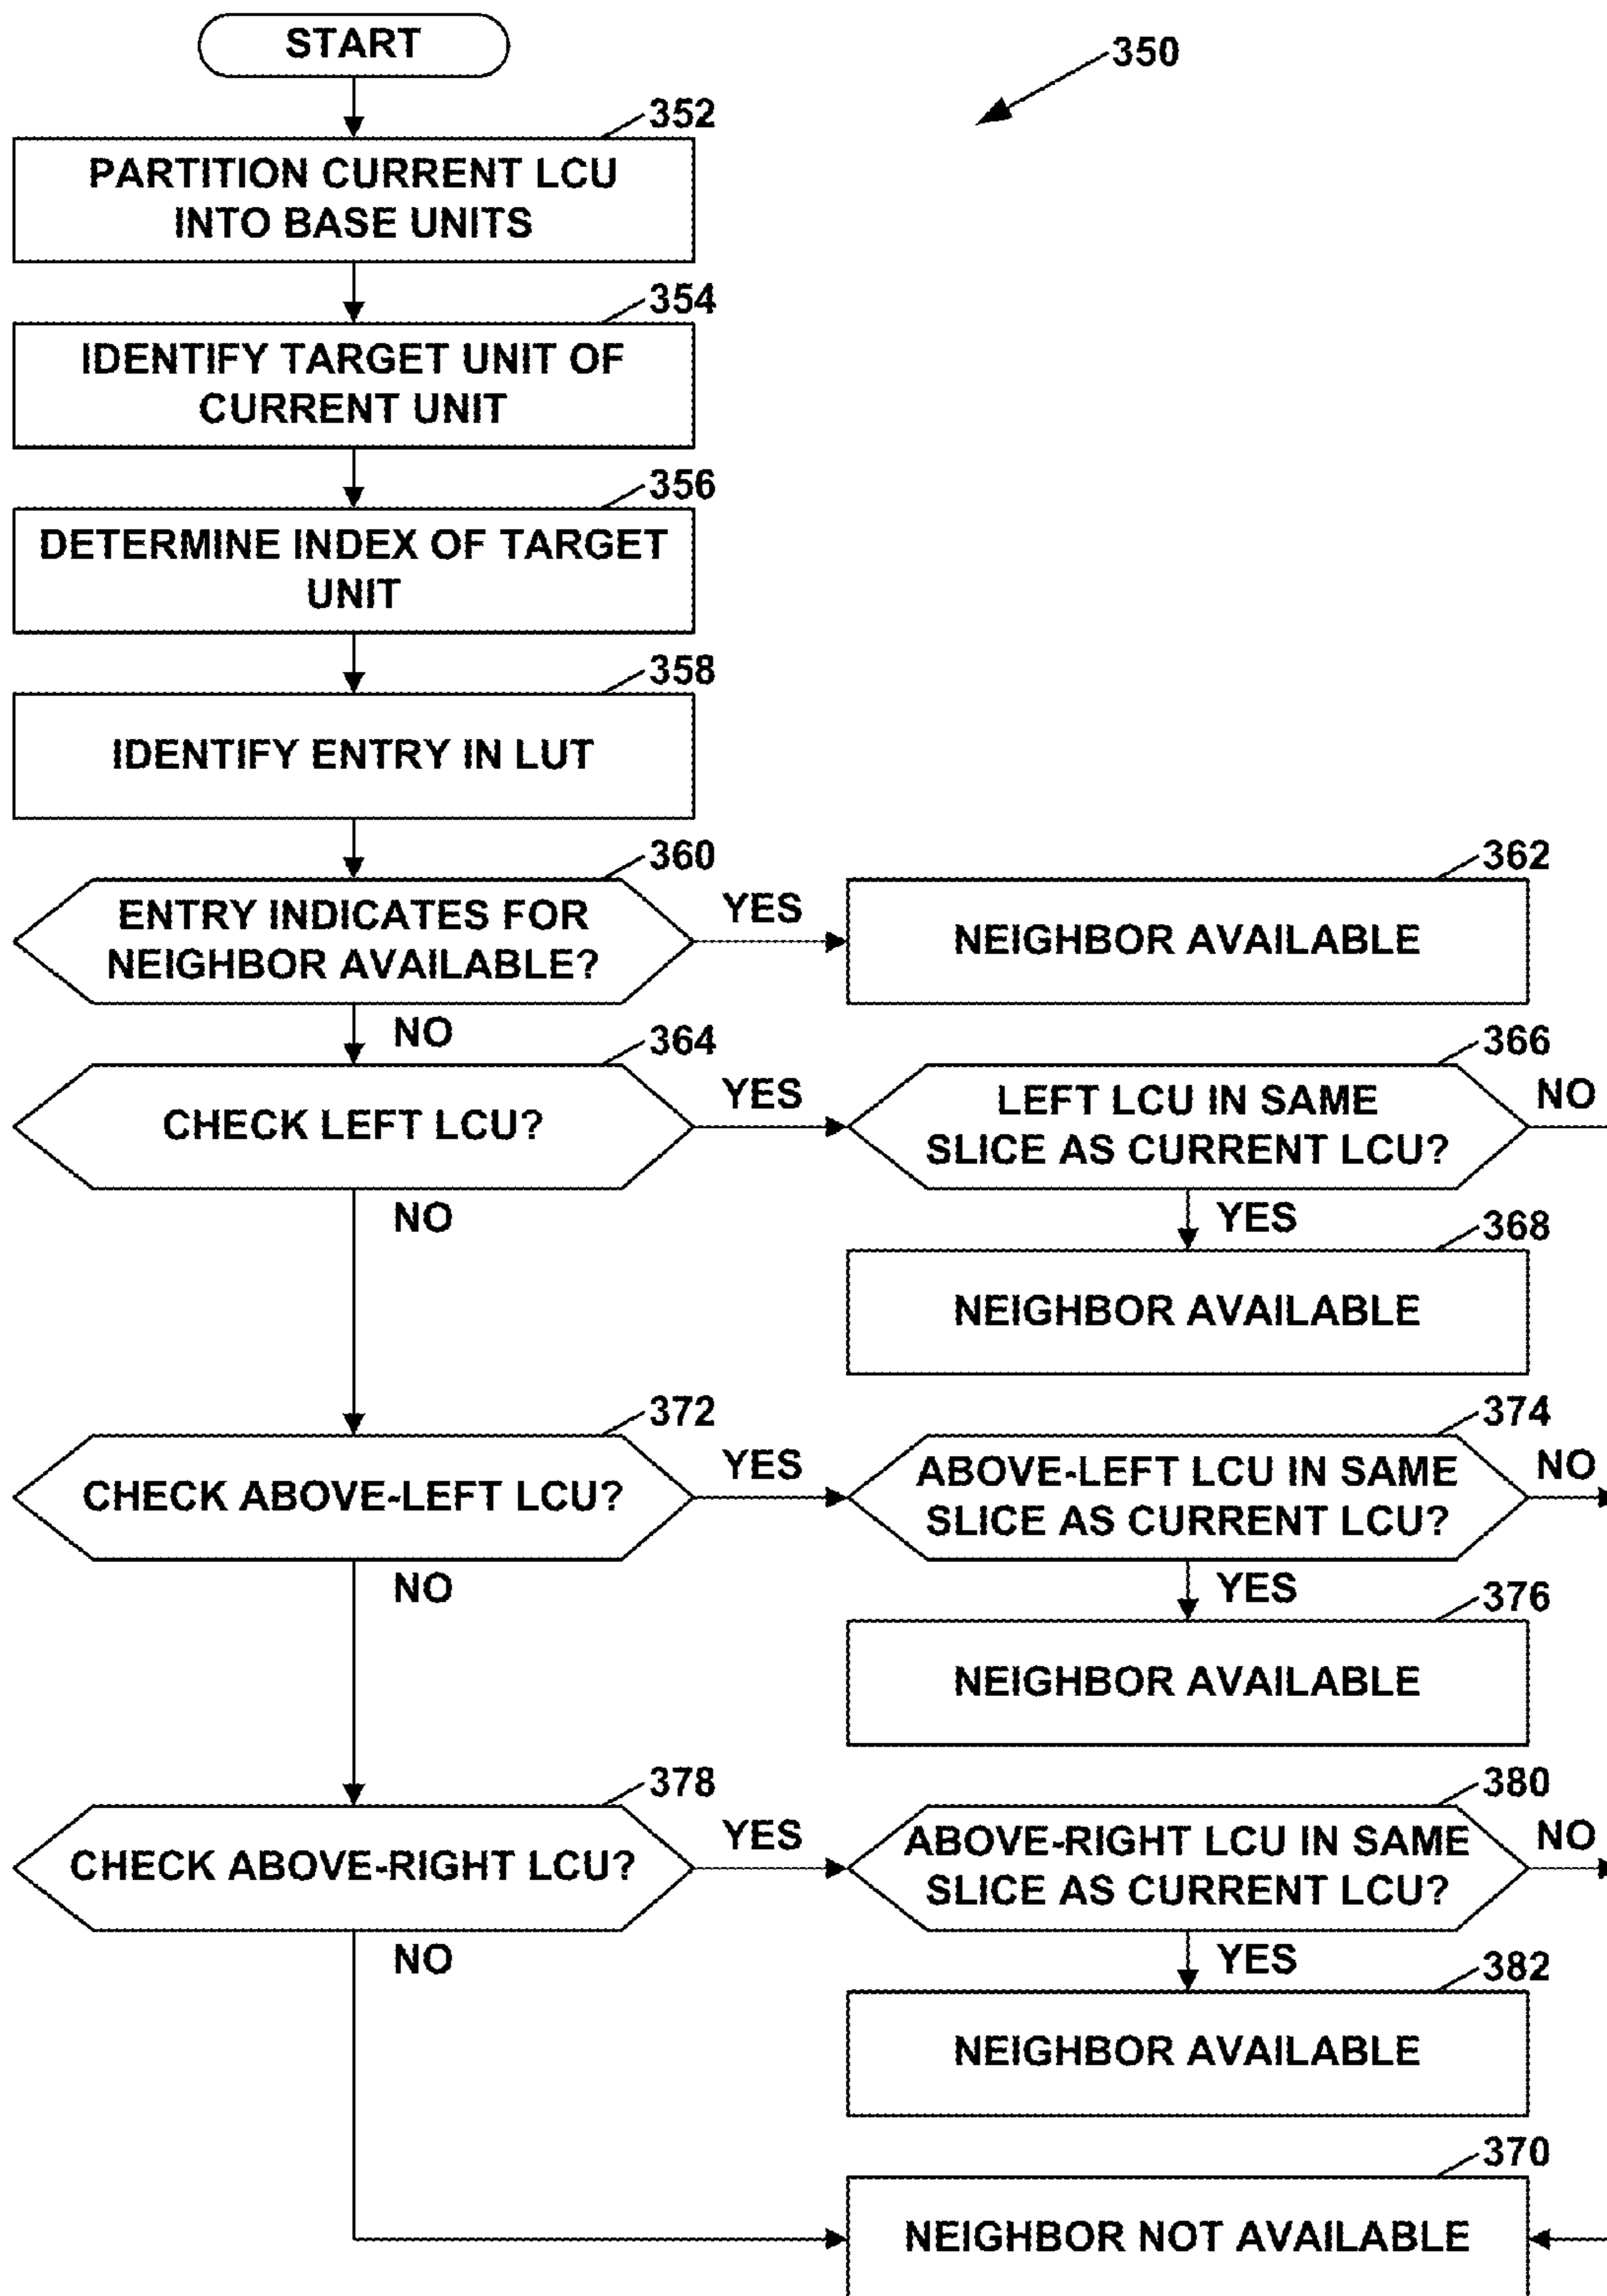 START
350
352
PARTITION CURRENT LCU
INTO BASE UNITS
354
IDENTIFY TARGET UNIT OF
CURRENT UNIT
356
DETERMINE INDEX OF TARGET
UNIT
358
IDENTIFY ENTRY IN LUT
360
ENTRY INDICATES FOR
NEIGHBOR AVAILABLE?
YES
362
NEIGHBOR AVAILABLE
NO
364
CHECK LEFT LCU?
YES
366
LEFT LCU IN SAME
SLICE AS CURRENT LCU?
NO
NO
YES
368
NEIGHBOR AVAILABLE
372
CHECK ABOVE-LEFT LCU?
YES
374
ABOVE-LEFT LCU IN SAME
SLICE AS CURRENT LCU?
NO
NO
YES
376
NEIGHBOR AVAILABLE
378
CHECK ABOVE-RIGHT LCU?
YES
380
ABOVE-RIGHT LCU IN SAME
SLICE AS CURRENT LCU?
NO
NO
YES
382
NEIGHBOR AVAILABLE
370
NEIGHBOR NOT AVAILABLE